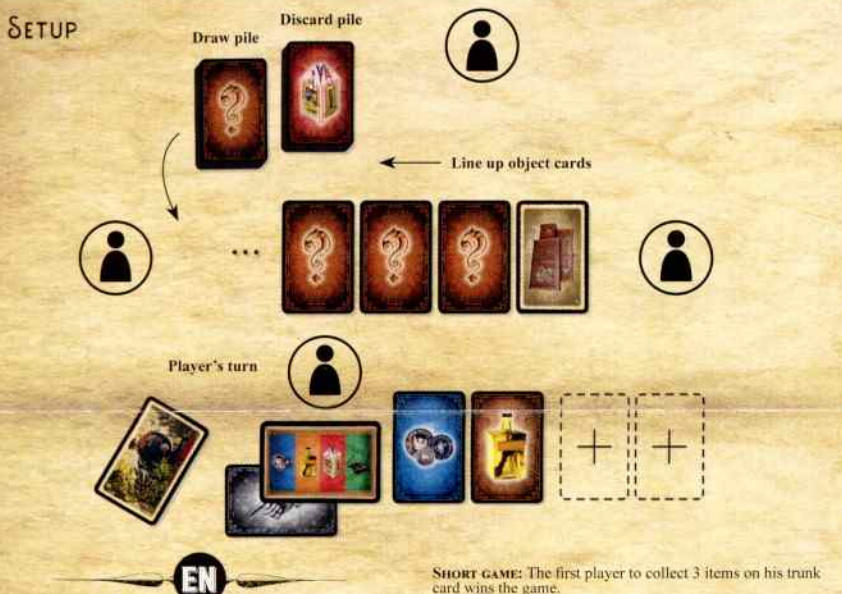 SETUP
Draw pile
Discard pile
Line up object cards
Player's turn
EN
SHORT GAME: The first player to collect 3 items on his trunk
card wins the game.